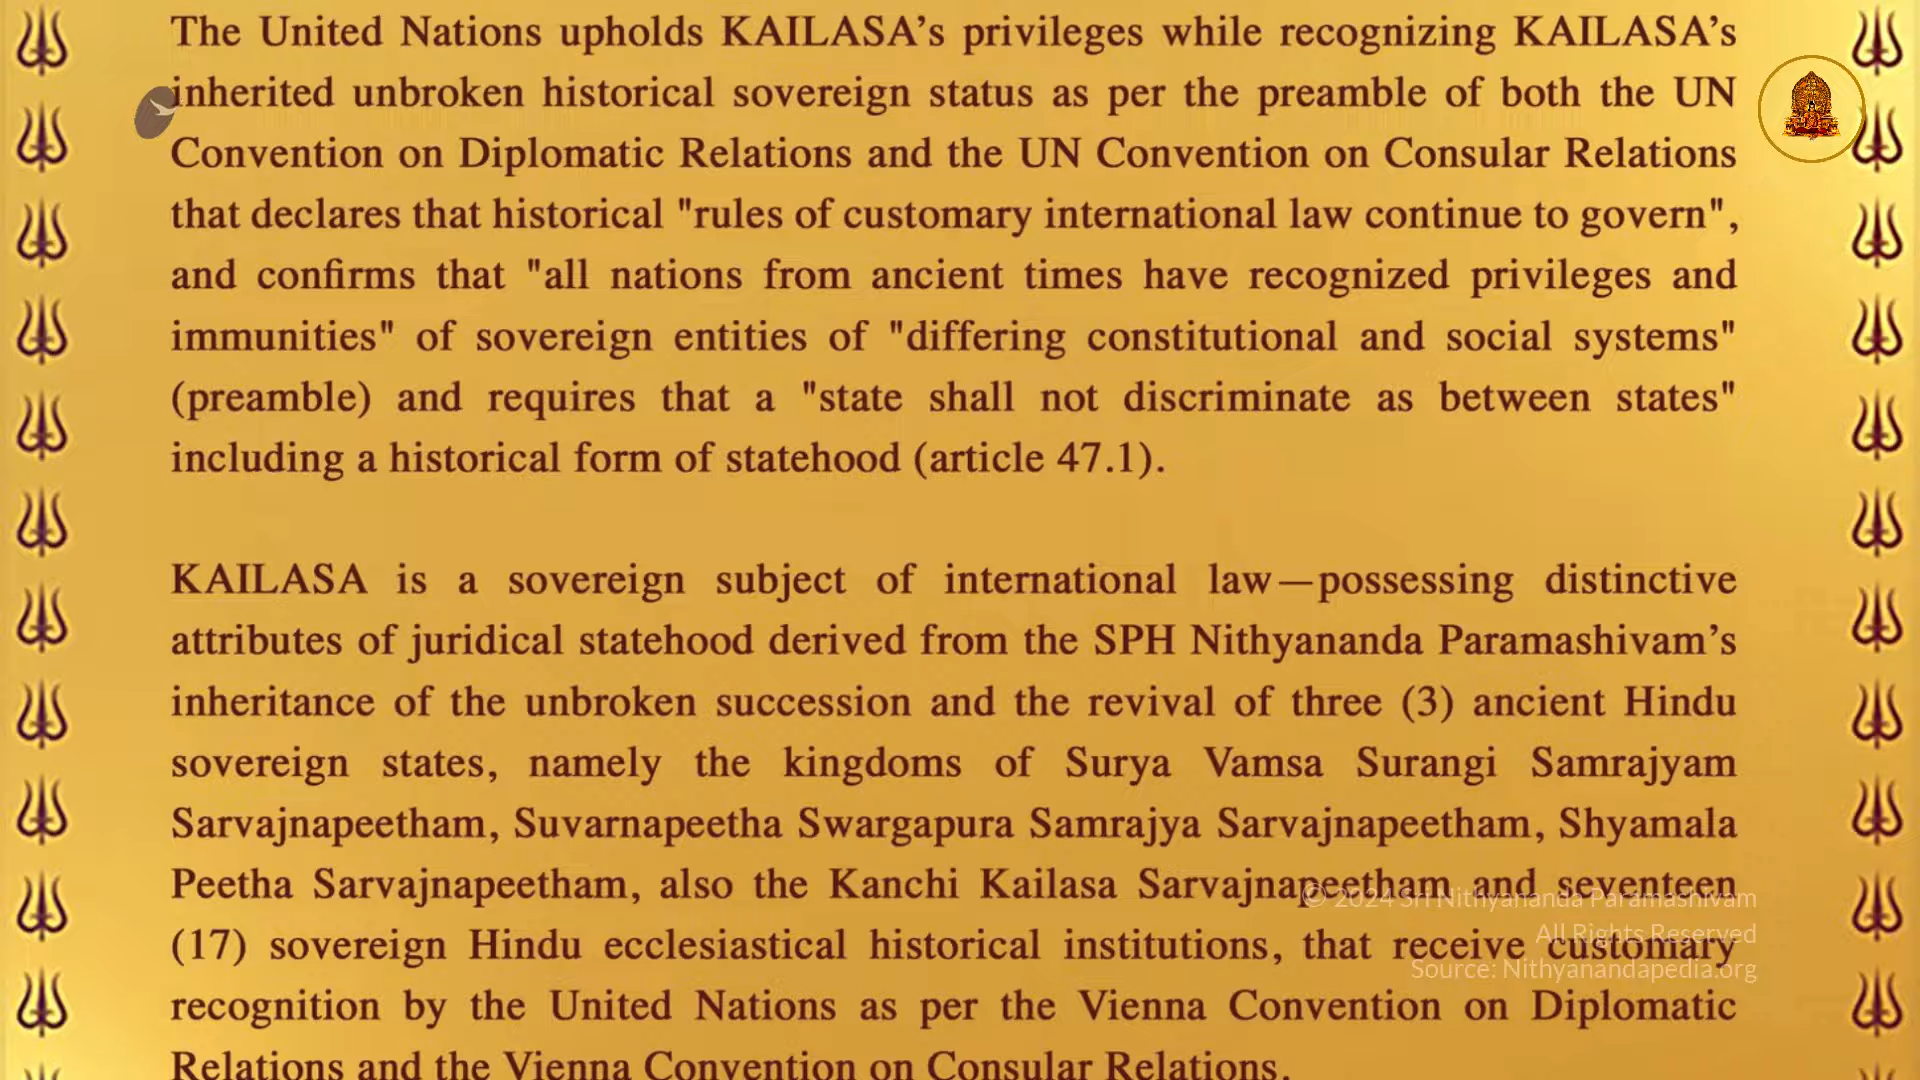 The United Nations upholds KAILASA’s privileges while recognizing KAILASA’s
inherited unbroken historical sovereign status as per the preamble of both the UN
Convention on Diplomatic Relations and the UN Convention on Consular Relations
that declares that historical "rules of customary international law continue to govern",
and confirms that "all nations from ancient times have recognized privileges and
immunities" of sovereign entities of "differing constitutional and social systems"
(preamble) and requires that a "state shall not discriminate as between states"
including a historical form of statehood (article 47.1).
KAILASA is a sovereign subject of international law—possessing distinctive
attributes of juridical statehood derived from the SPH Nithyananda Paramashivam’s
inheritance of the unbroken succession and the revival of three (3) ancient Hindu
sovereign states, namely the kingdoms of Surya Vamsa Surangi Samrajyam
Sarvajnapeetham, Suvarnapeetha Swargapura Samrajya Sarvajnapeetham, Shyamala
Peetha Sarvajnapeetham, also the Kanchi Kailasa Sarvajnapeetham and seventeen
(17) sovereign Hindu ecclesiastical historical institutions, that receive customary
recognition by the United Nations as per the Vienna Convention on Diplomatic
Relations and the Vienna Convention on Consular Relations.
© 2024 Sri Nithyananda Paramashivam
All Rights Reserved
Source: Nithyanandapedia.org